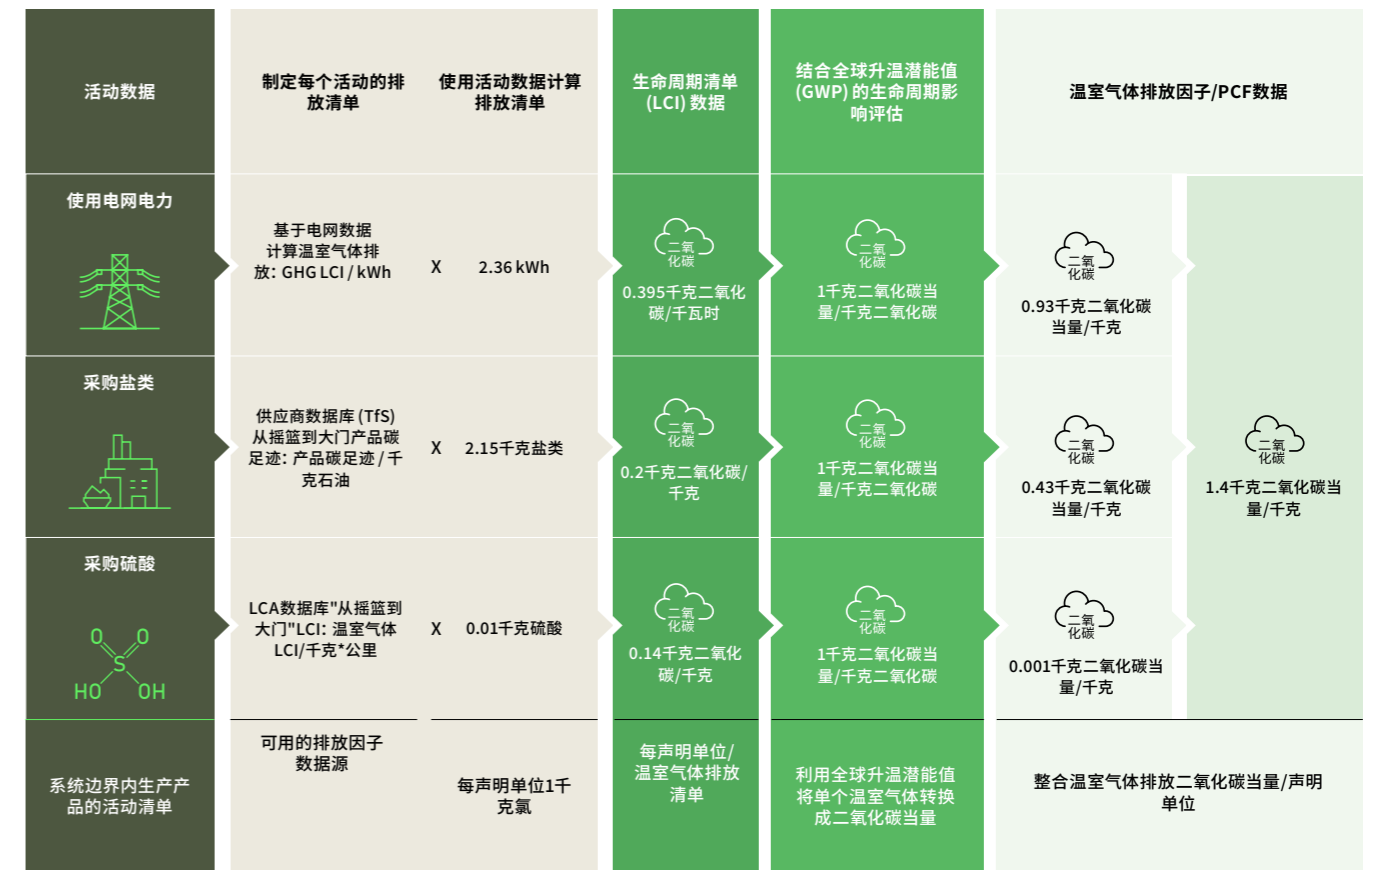 活动数据
制定每个活动的排
放清单
使用活动数据计算
排放清单
生命周期清单
(LCI) 数据
结合全球升温潜能值
(GWP) 的生命周期影
响评估
温室气体排放因子/PCF数据
使用电网电力
基于电网数据
计算温室气体排
放：GHG LCI / kWh
X
2.36 kWh
二氧
化碳
0.395千克二氧化
碳/千瓦时
二氧
化碳
1千克二氧化碳当
量/千克二氧化碳
二氧
化碳
0.93千克二氧化碳
当量/千克
采购盐类
供应商数据库 (TfS)
从摇篮到大门产品碳
足迹：产品碳足迹 / 千
克石油
X
2.15千克盐类
二氧
化碳
0.2千克二氧化碳/
千克
二氧
化碳
1千克二氧化碳当
量/千克二氧化碳
二氧
化碳
0.43千克二氧化碳
当量/千克
二氧
化碳
1.4千克二氧化碳当
量/千克
采购硫酸
O O
S
HO OH
LCA数据库"从摇篮到
大门"LCI：温室气体
LCI/千克*公里
X
0.01千克硫酸
二氧
化碳
0.14千克二氧化
碳/千克
二氧
化碳
1千克二氧化碳当
量/千克二氧化碳
二氧
化碳
0.001千克二氧化碳当
量/千克
系统边界内生产产
品的活动清单
可用的排放因子
数据源
每声明单位1千
克氯
每声明单位/
温室气体排放
清单
利用全球升温潜能值
将单个温室气体转换
成二氧化碳当量
整合温室气体排放二氧化碳当量/声明
单位